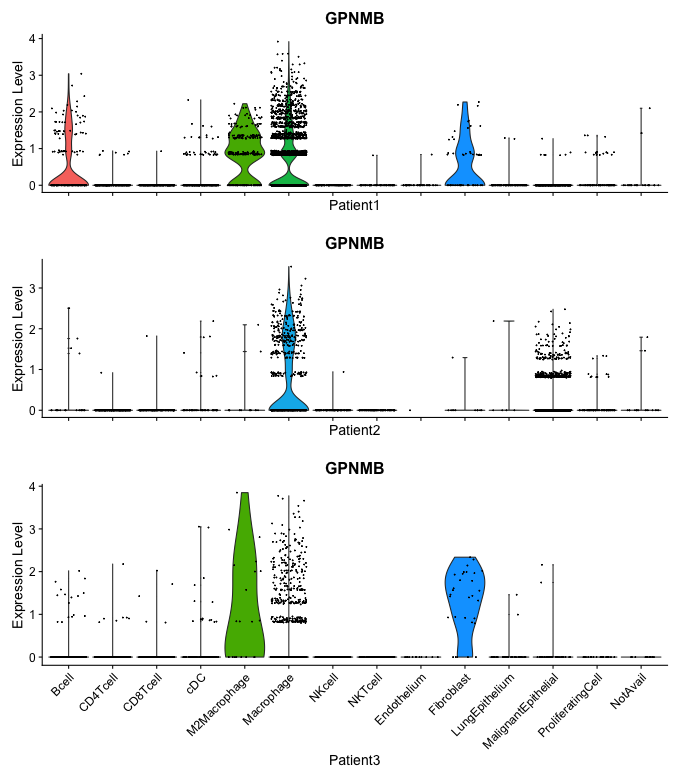 GPNMB
Expression Level
4
3
2
1
0
Patient1
GPNMB
Expression Level
3
2
1
0
Patient2
GPNMB
Expression Level
4
3
2
1
0
Bcell
CD4Tcell
CD8Tcell
cDC
M2Macrophage
Macrophage
NKcell
NKTcell
Endothelium
Fibroblast
LungEpithelium
MalignantEpithelial
ProliferatingCell
NotAvail
Patient3